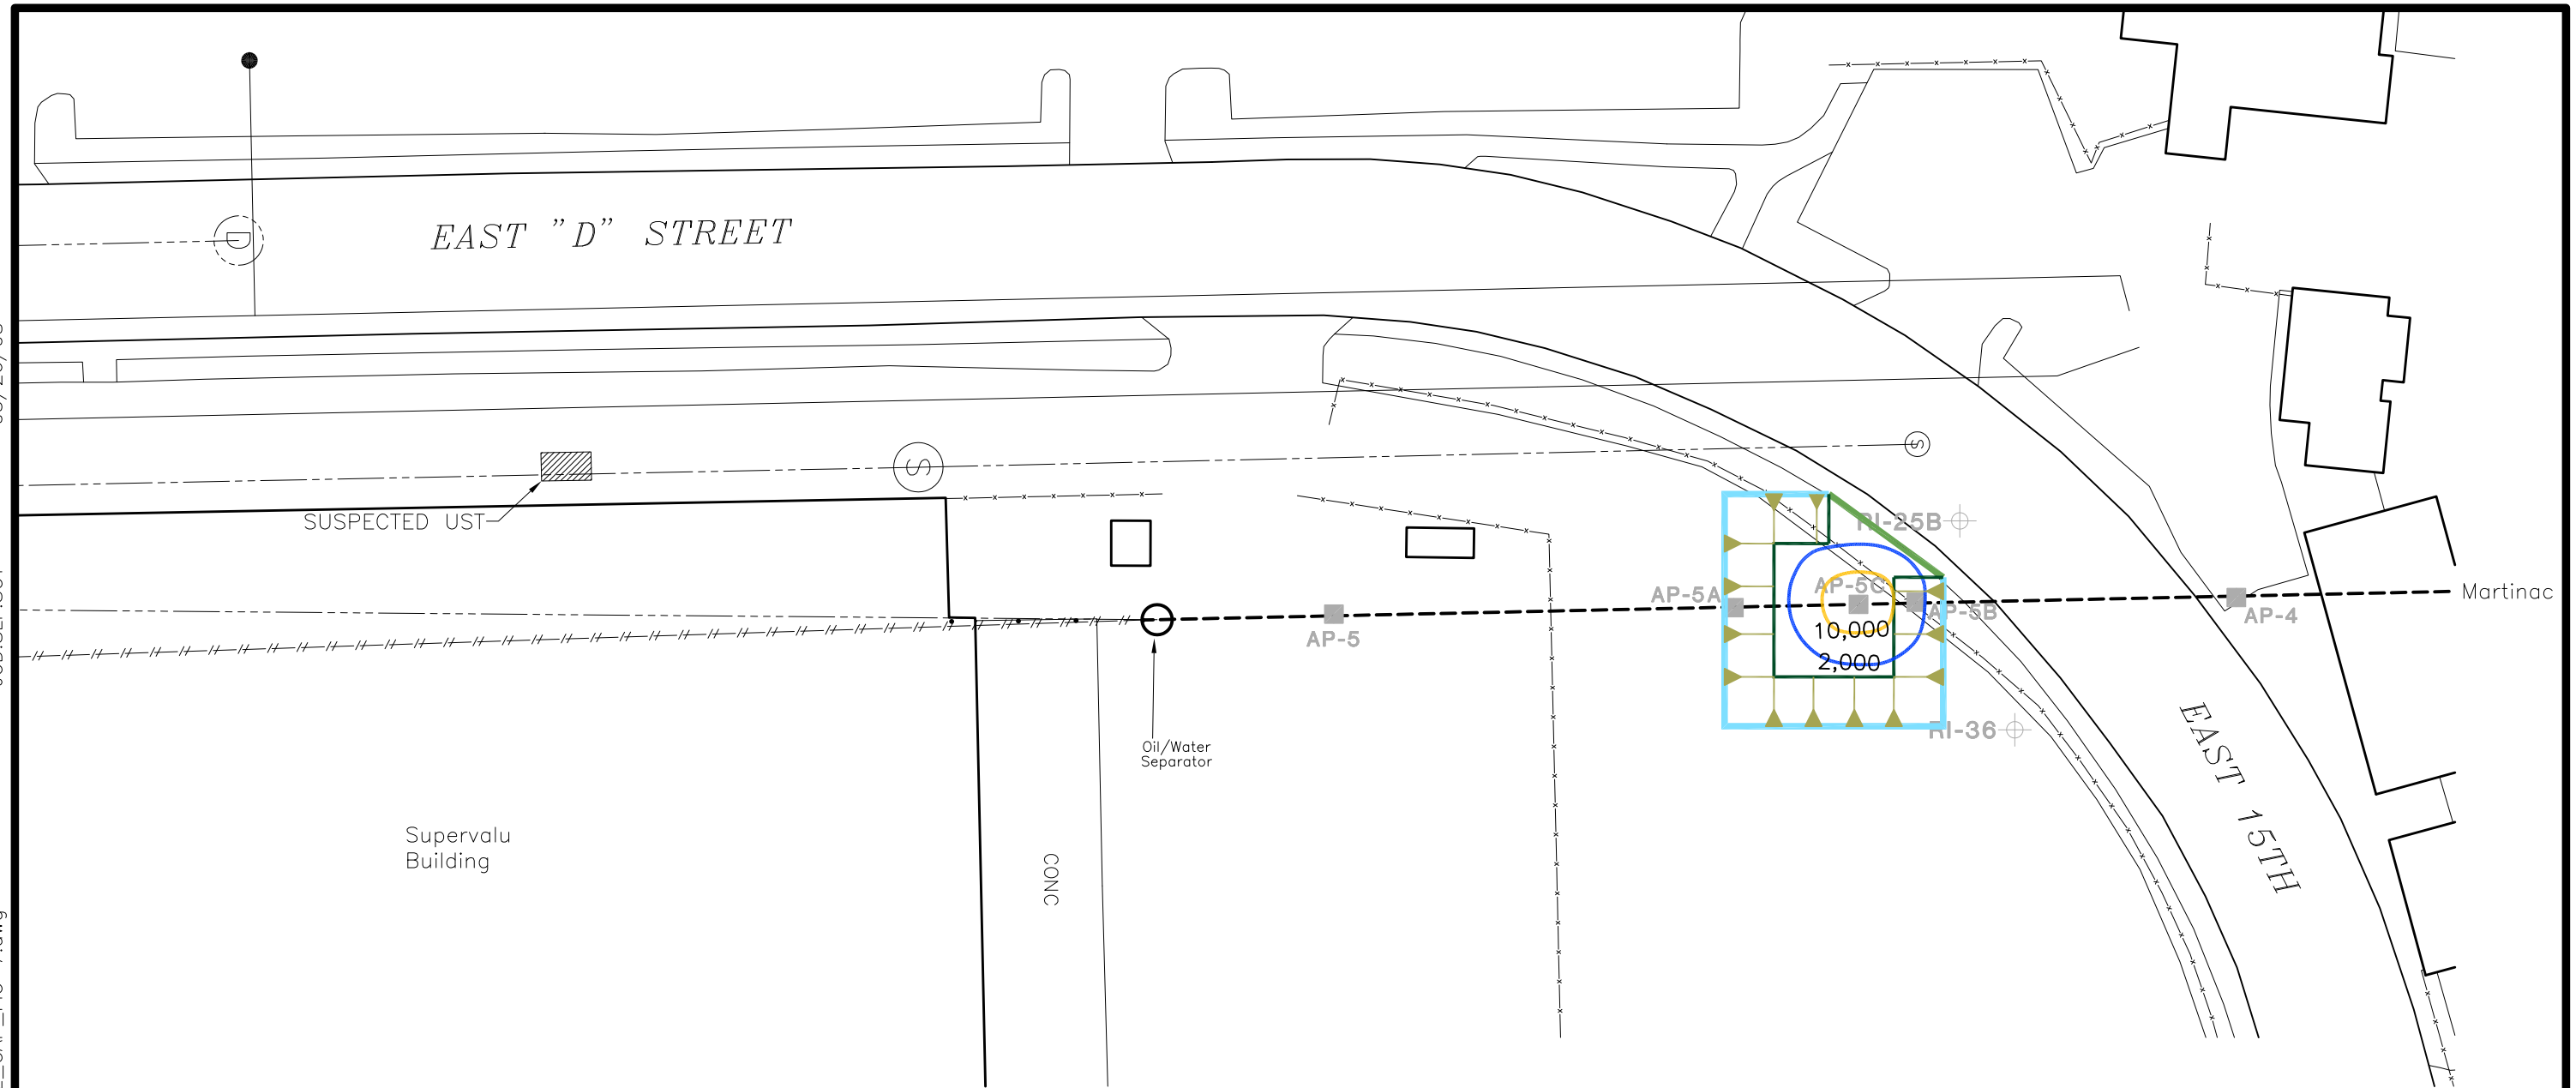 D
EAST "D" STREET
S
S
SUSPECTED UST
RI-25B
AP-5A
AP-5C
AP-5B
AP-5
AP-4
Martinac
10,000
2,000
RI-36
Oil/Water
Separator
EAST 15TH
Supervalu
Building
CONC